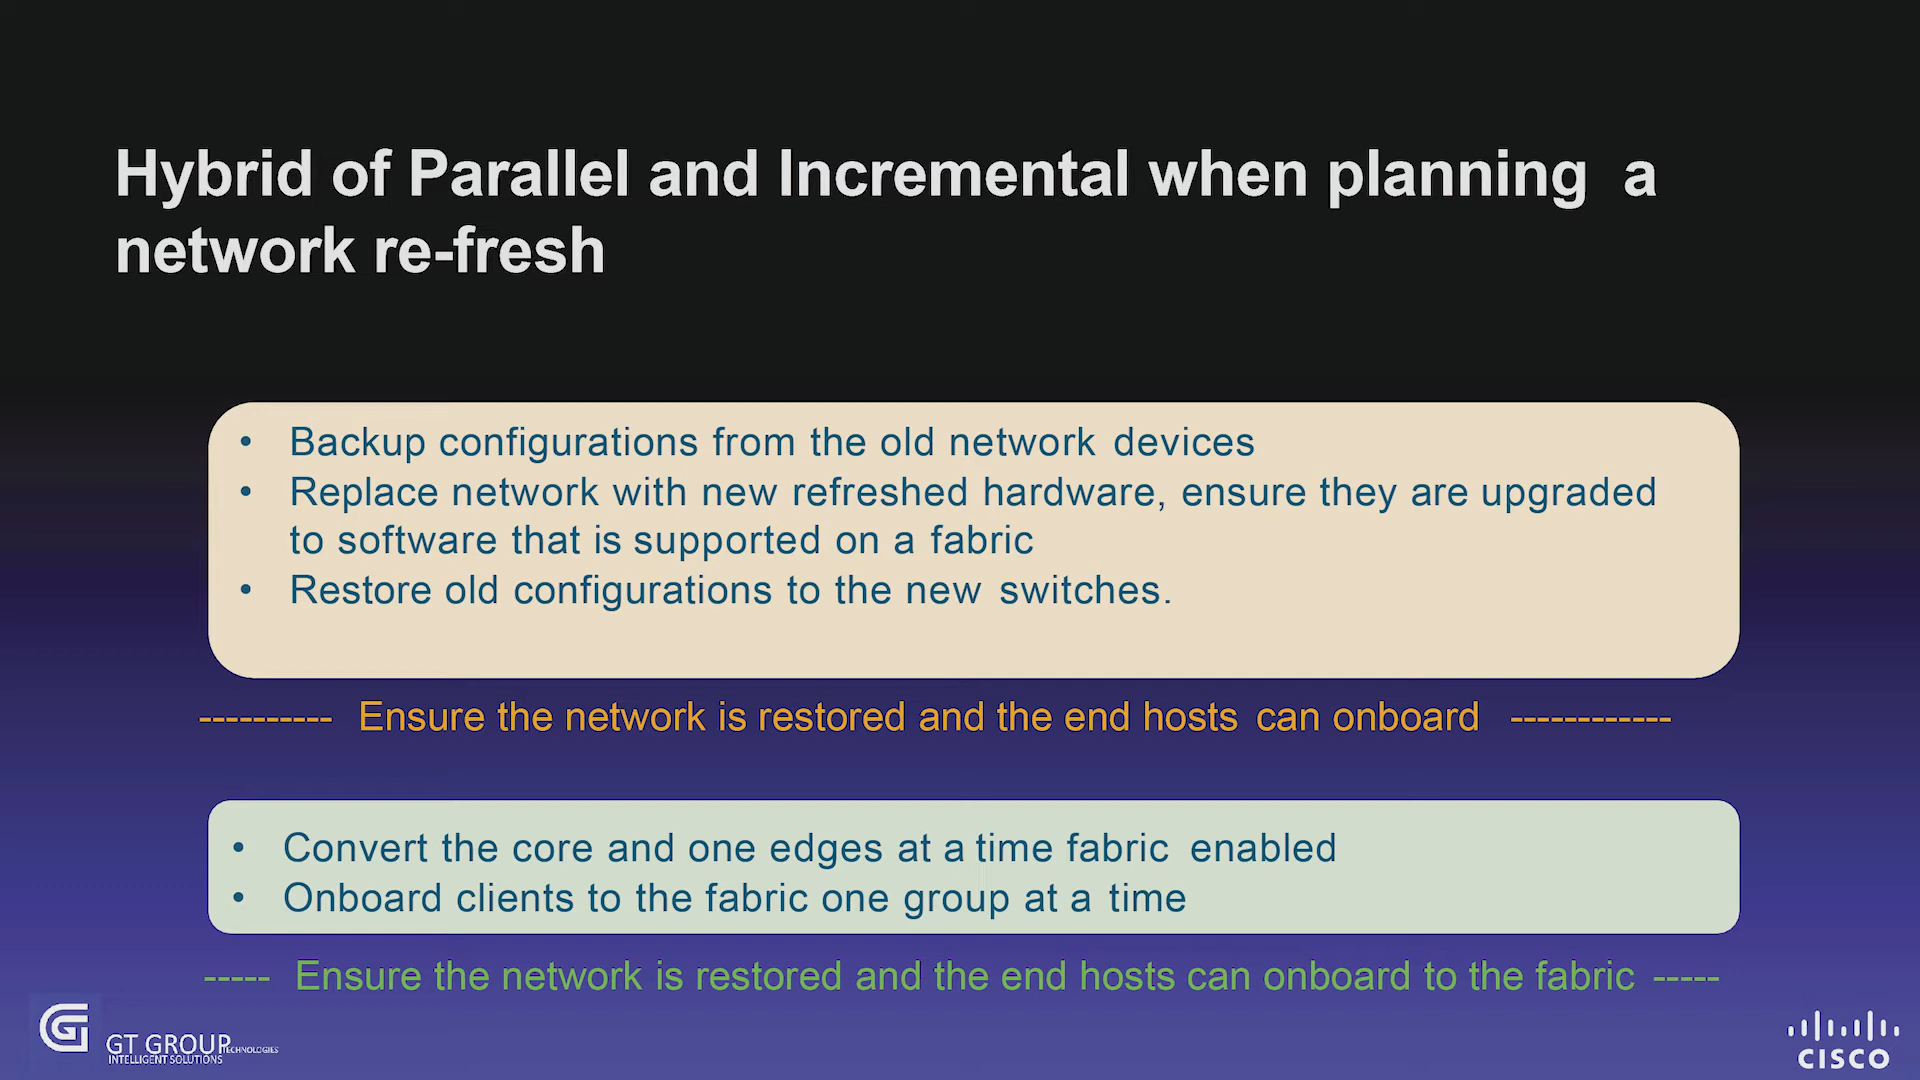 Hybrid of Parallel and Incremental when planning a
network re-fresh
• Backup configurations from the old network devices
• Replace network with new refreshed hardware, ensure they are upgraded
to software that is supported on a fabric
• Restore old configurations to the new switches.
---------- Ensure the network is restored and the end hosts can onboard ------------
• Convert the core and one edges at a time fabric enabled
• Onboard clients to the fabric one group at a time
----- Ensure the network is restored and the end hosts can onboard to the fabric -----
GT GROUP TECHNOLOGIES
INTELLIGENT SOLUTIONS
CISCO